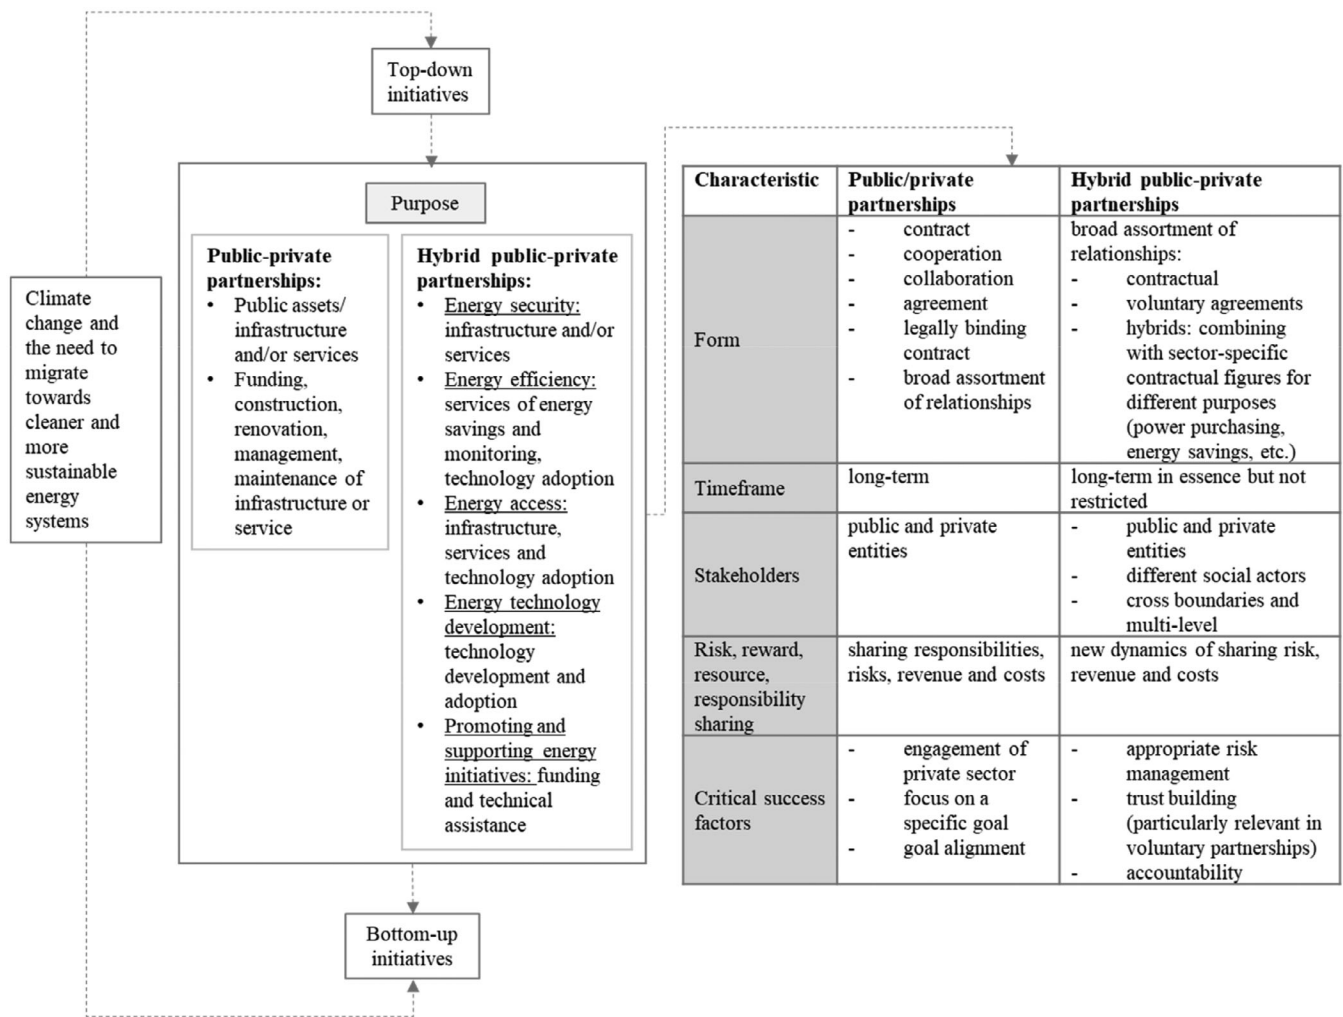 Top-down
initiatives
Climate
change and
the need to
migrate
towards
cleaner and
more
sustainable
energy
systems
Purpose
Public-private
partnerships:
• Public assets/
infrastructure
and/or services
• Funding,
construction,
renovation,
management,
maintenance of
infrastructure or
service
Hybrid public-private
partnerships:
• Energy security:
infrastructure and/or
services
• Energy efficiency:
services of energy
savings and
monitoring,
technology adoption
• Energy access:
infrastructure,
services and
technology adoption
• Energy technology
development:
technology
development and
adoption
• Promoting and
supporting energy
initiatives: funding
and technical
assistance
Bottom-up
initiatives
Characteristic
Public/private
partnerships
Hybrid public-private
partnerships
Form
- contract
- cooperation
- collaboration
- agreement
- legally binding
contract
- broad assortment
of relationships
broad assortment of
relationships:
- contractual
- voluntary agreements
- hybrids: combining
with sector-specific
contractual figures for
different purposes
(power purchasing,
energy savings, etc.)
Timeframe
long-term
long-term in essence but not
restricted
Stakeholders
public and private
entities
- public and private
entities
- different social actors
- cross boundaries and
multi-level
Risk, reward,
resource,
responsibility
sharing
sharing responsibilities,
risks, revenue and costs
new dynamics of sharing risk,
revenue and costs
Critical success
factors
- engagement of
private sector
- focus on a
specific goal
- goal alignment
- appropriate risk
management
- trust building
(particularly relevant in
voluntary partnerships)
- accountability